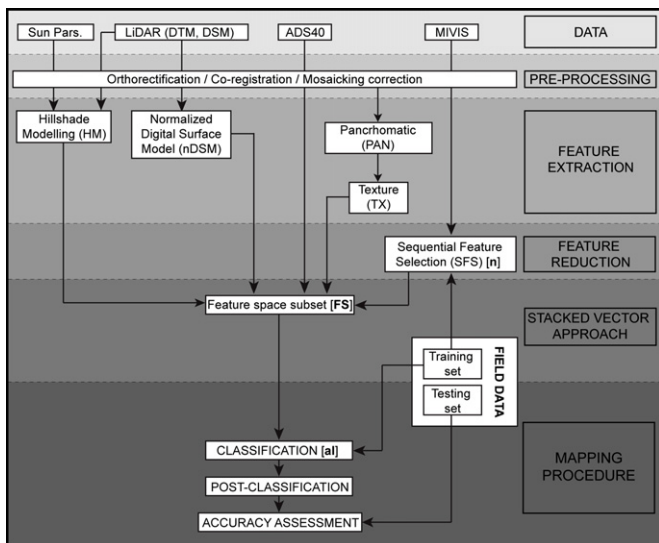 Sun Pars.
LiDAR (DTM, DSM)
ADS40
MIVIS
DATA
Orthorectification / Co-registration / Mosaicking correction
PRE-PROCESSING
Hillshade
Modelling (HM)
Normalized
Digital Surface
Model (nDSM)
Pancrhomatic
(PAN)
Texture
(TX)
FEATURE
EXTRACTION
Sequential Feature
Selection (SFS) [n]
FEATURE
REDUCTION
Feature space subset [FS]
STACKED VECTOR
APPROACH
Training
set
Testing
set
FIELD DATA
CLASSIFICATION [al]
POST-CLASSIFICATION
ACCURACY ASSESSMENT
MAPPING
PROCEDURE